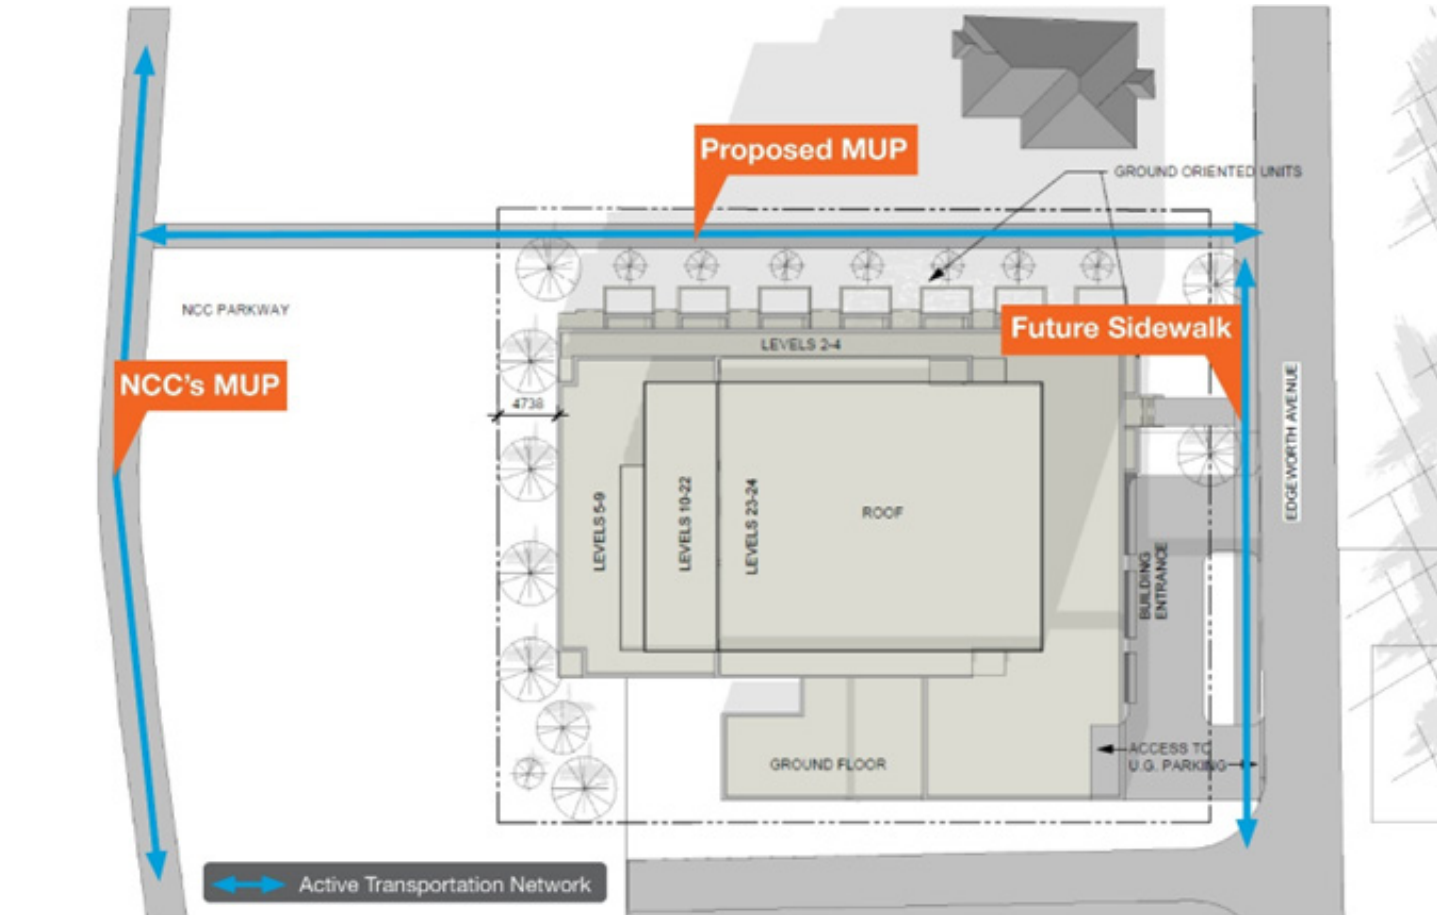 Proposed MUP
GROUND ORIENTED UNITS
NCC PARKWAY
Future Sidewalk
LEVELS 2-4
NCC's MUP
4738
EDGEWORTH AVENUE
LEVELS 5-9
LEVELS 10-22
LEVELS 23-24
ROOF
BUILDING
ENTRANCE
GROUND FLOOR
ACCESS TO
U.G. PARKING
Active Transportation Network